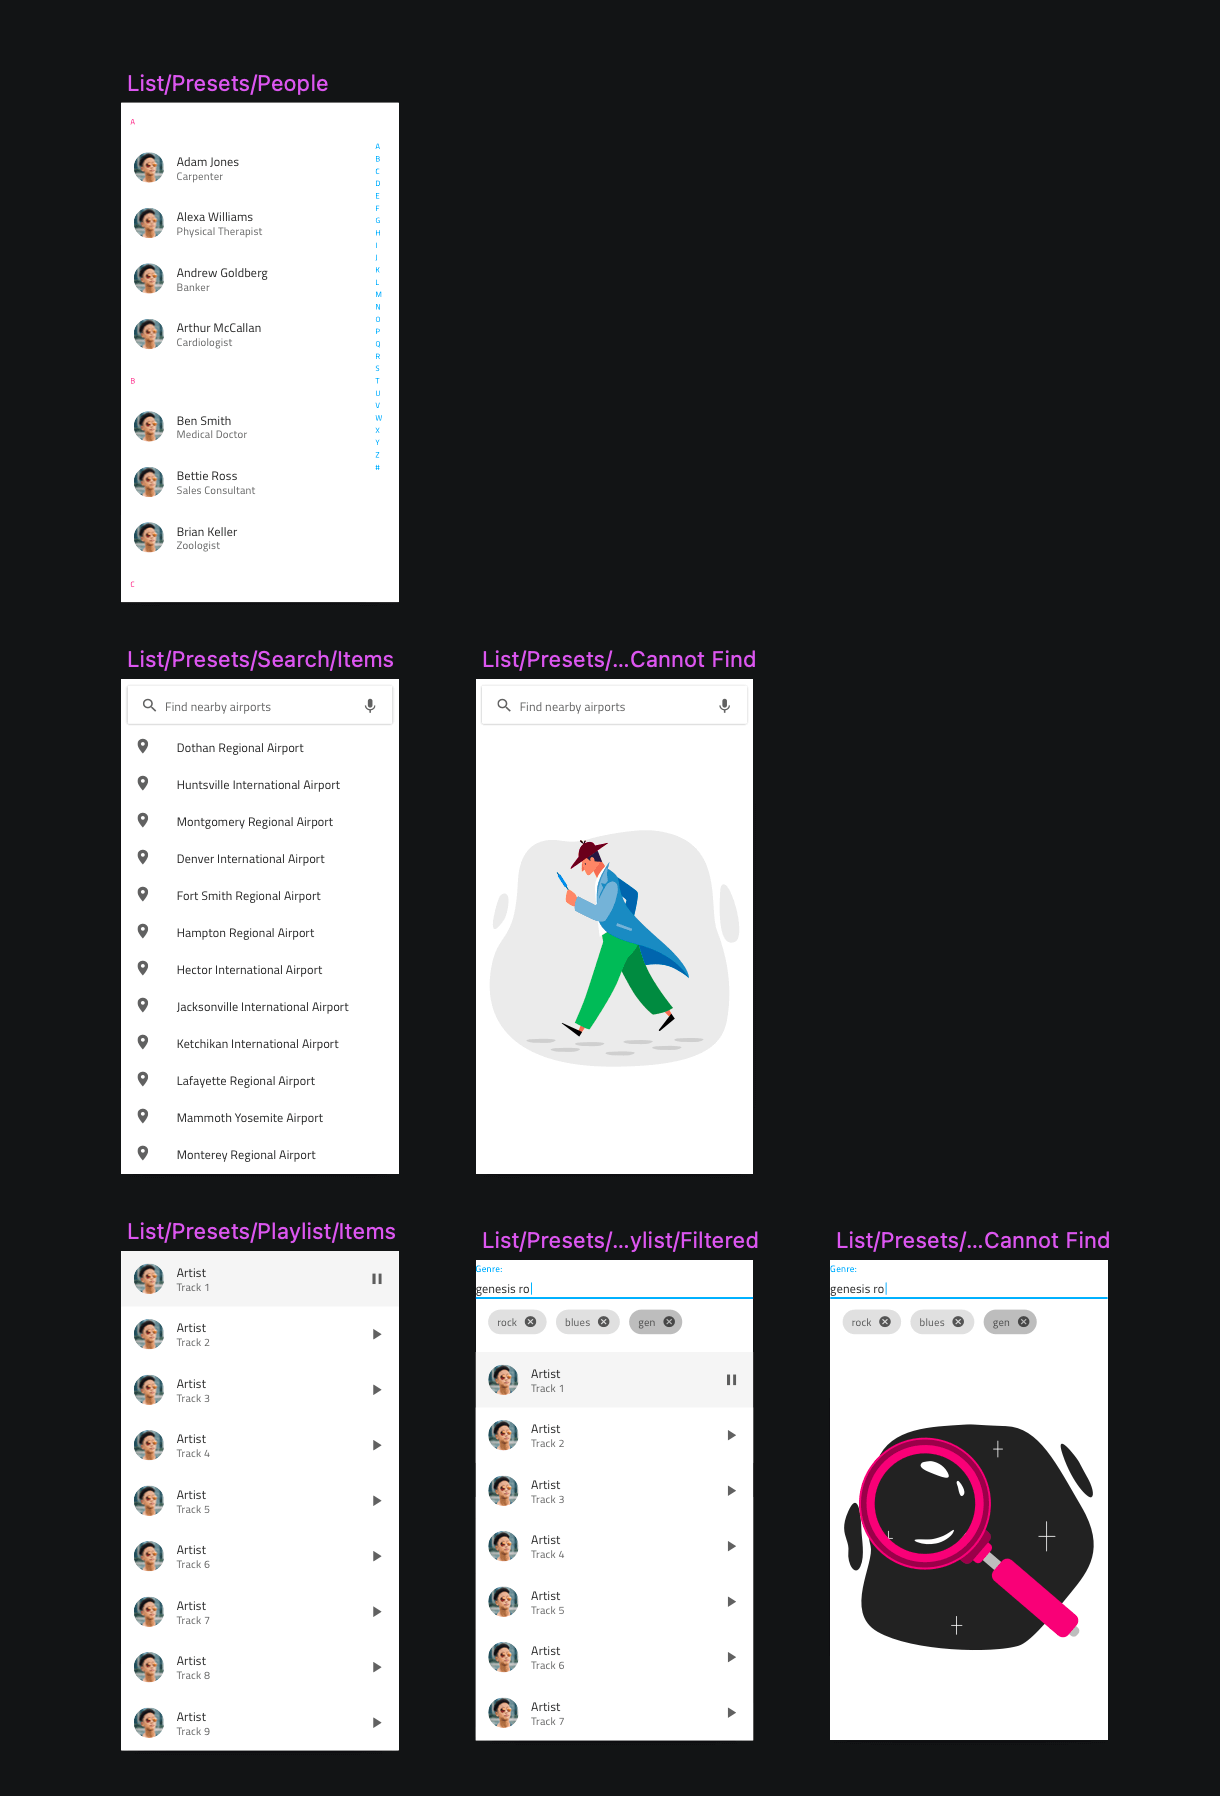 List/Presets/People
A
Adam Jones
Carpenter
Alexa Williams
Physical Therapist
Andrew Goldberg
Banker
Arthur McCallan
Cardiologist
B
Ben Smith
Medical Doctor
Bettie Ross
Sales Consultant
Brian Keller
Zoologist
C
A
B
C
D
E
F
G
H
I
J
K
L
M
N
O
P
Q
R
S
T
U
V
W
X
Y
Z
#
List/Presets/Search/Items
Find nearby airports
Dothan Regional Airport
Huntsville International Airport
Montgomery Regional Airport
Denver International Airport
Fort Smith Regional Airport
Hampton Regional Airport
Hector International Airport
Jacksonville International Airport
Ketchikan International Airport
Lafayette Regional Airport
Mammoth Yosemite Airport
Monterey Regional Airport
List/Presets/...Cannot Find
Find nearby airports
List/Presets/Playlist/Items
Artist
Track 1
Artist
Track 2
Artist
Track 3
Artist
Track 4
Artist
Track 5
Artist
Track 6
Artist
Track 7
Artist
Track 8
Artist
Track 9
List/Presets/...ylist/Filtered
Genre:
genesis ro
rock blues gen
Artist
Track 1
Artist
Track 2
Artist
Track 3
Artist
Track 4
Artist
Track 5
Artist
Track 6
Artist
Track 7
List/Presets/...Cannot Find
Genre:
genesis ro
rock blues gen